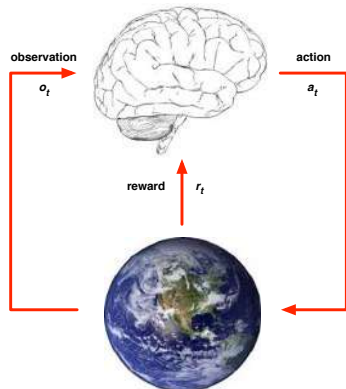 observation
o_t
action
a_t
reward
r_t